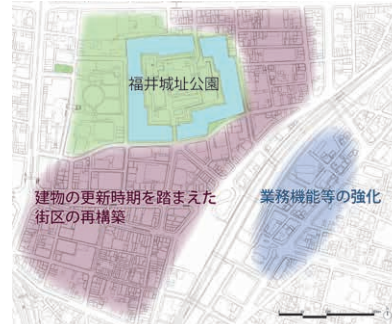 福井城址公園
建物の更新時期を踏まえた
街区の再構築
業務機能等の強化